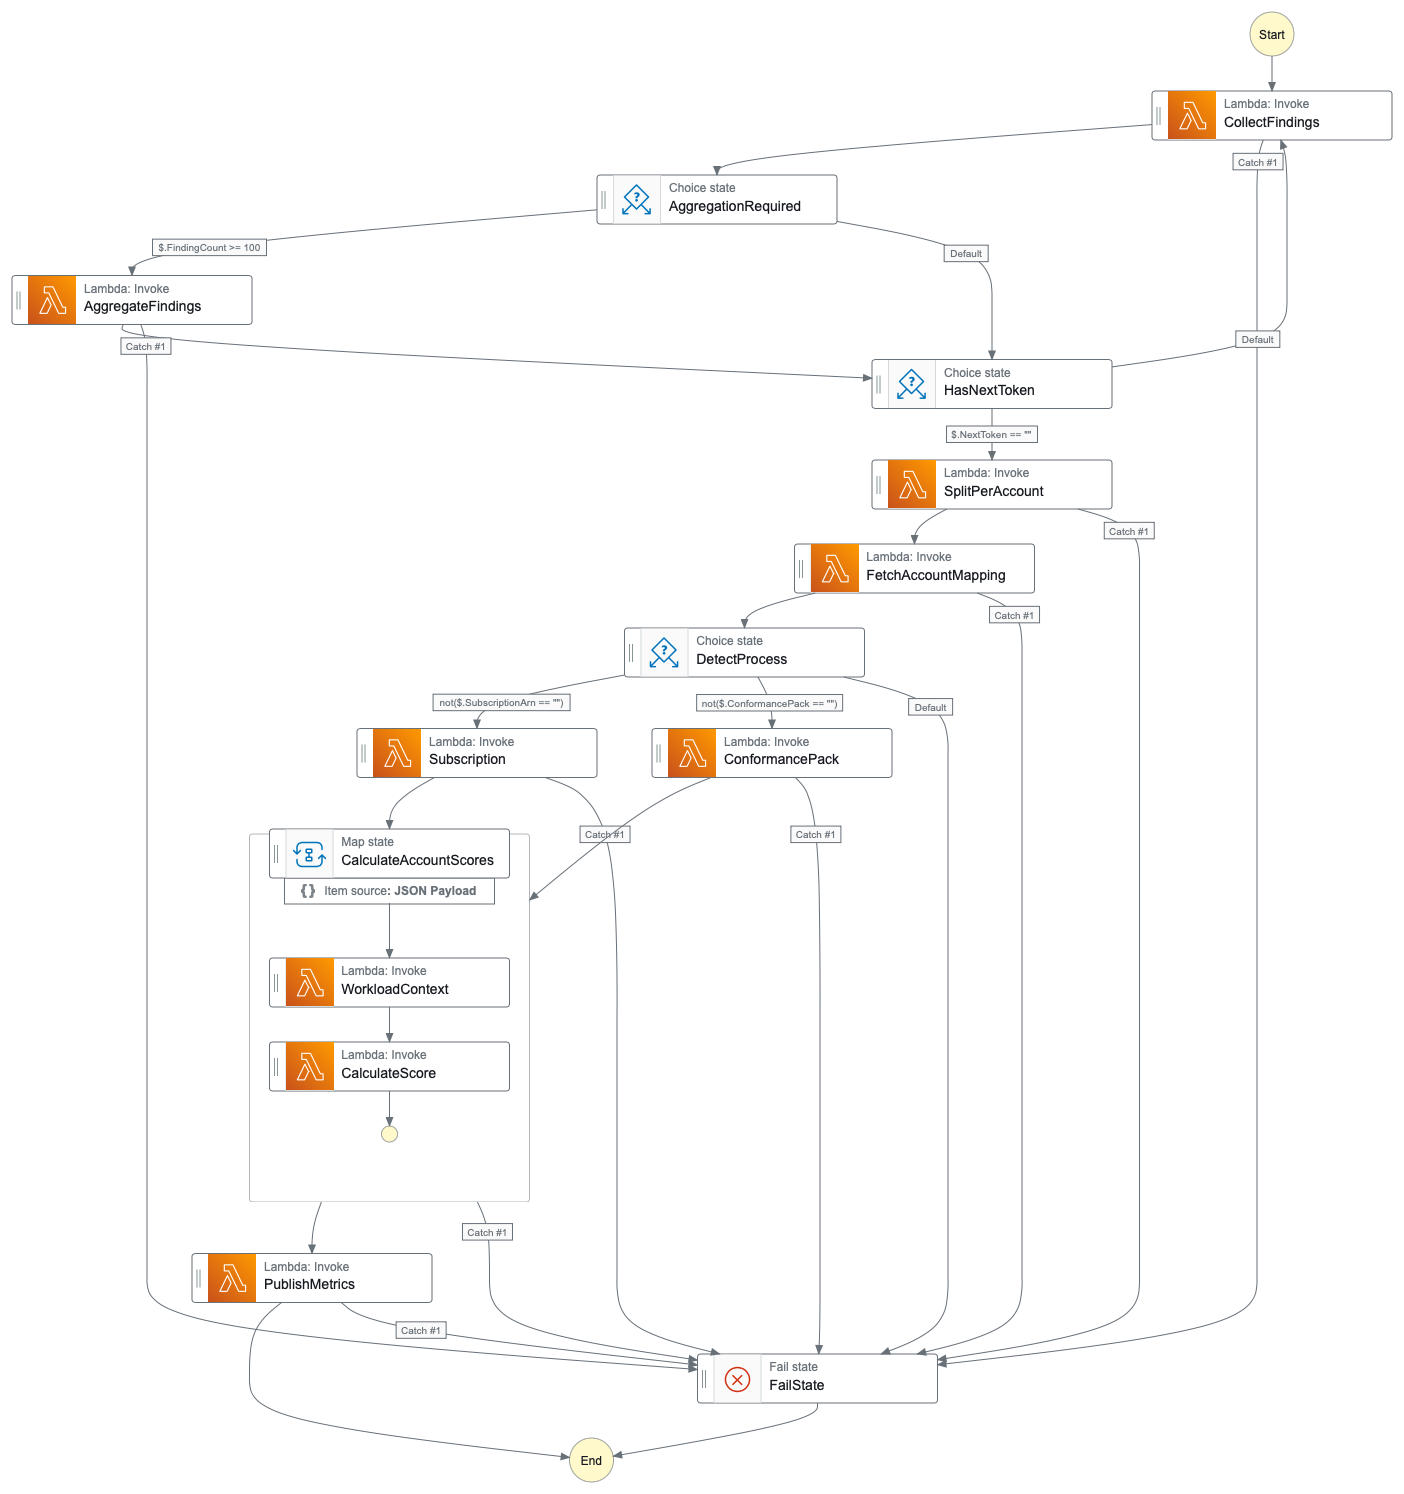 Start
Lambda: Invoke
CollectFindings
Catch #1
Choice state
AggregationRequired
$.FindingCount >= 100
Default
Lambda: Invoke
AggregateFindings
Catch #1
Default
Choice state
HasNextToken
$.NextToken == ""
Lambda: Invoke
SplitPerAccount
Catch #1
Lambda: Invoke
FetchAccountMapping
Catch #1
Choice state
DetectProcess
not($.SubscriptionArn == "")
not($.ConformancePack == "")
Default
Lambda: Invoke
Subscription
Lambda: Invoke
ConformancePack
Catch #1
Catch #1
Map state
CalculateAccountScores
{} Item source: JSON Payload
Lambda: Invoke
WorkloadContext
Lambda: Invoke
CalculateScore
Catch #1
Lambda: Invoke
PublishMetrics
Catch #1
Fail state
FailState
End